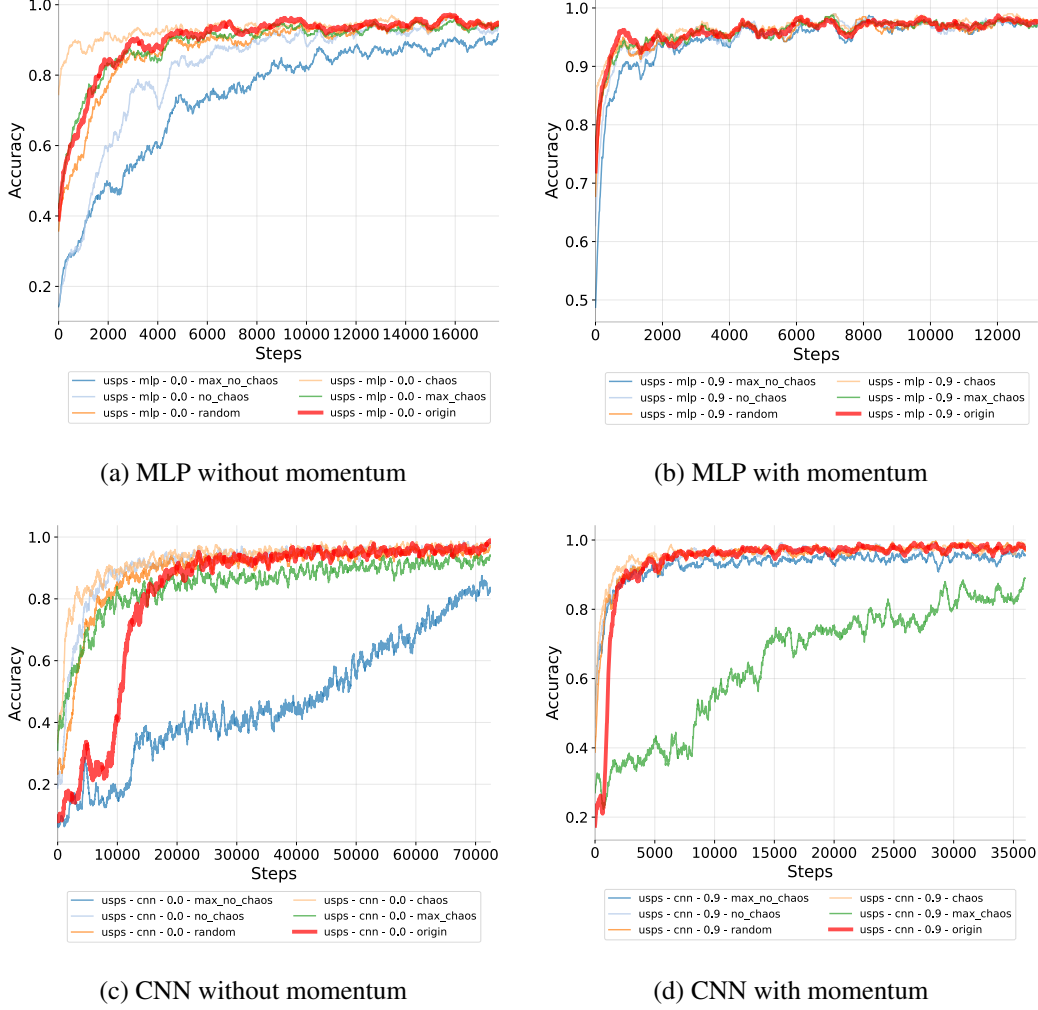 1.0
0.8
0.6
0.4
0.2
Accuracy
0 2000 4000 6000 8000 10000 12000 14000 16000
Steps
usps - mlp - 0.0 - max_no_chaos
usps - mlp - 0.0 - no_chaos
usps - mlp - 0.0 - random
usps - mlp - 0.0 - chaos
usps - mlp - 0.0 - max_chaos
usps - mlp - 0.0 - origin
(a) MLP without momentum
1.0
0.9
0.8
0.7
0.6
0.5
Accuracy
0 2000 4000 6000 8000 10000 12000
Steps
usps - mlp - 0.9 - max_no_chaos
usps - mlp - 0.9 - no_chaos
usps - mlp - 0.9 - random
usps - mlp - 0.9 - chaos
usps - mlp - 0.9 - max_chaos
usps - mlp - 0.9 - origin
(b) MLP with momentum
1.0
0.8
0.6
0.4
0.2
Accuracy
0 10000 20000 30000 40000 50000 60000 70000
Steps
usps - cnn - 0.0 - max_no_chaos
usps - cnn - 0.0 - no_chaos
usps - cnn - 0.0 - random
usps - cnn - 0.0 - chaos
usps - cnn - 0.0 - max_chaos
usps - cnn - 0.0 - origin
(c) CNN without momentum
1.0
0.8
0.6
0.4
0.2
Accuracy
0 5000 10000 15000 20000 25000 30000 35000
Steps
usps - cnn - 0.9 - max_no_chaos
usps - cnn - 0.9 - no_chaos
usps - cnn - 0.9 - random
usps - cnn - 0.9 - chaos
usps - cnn - 0.9 - max_chaos
usps - cnn - 0.9 - origin
(d) CNN with momentum